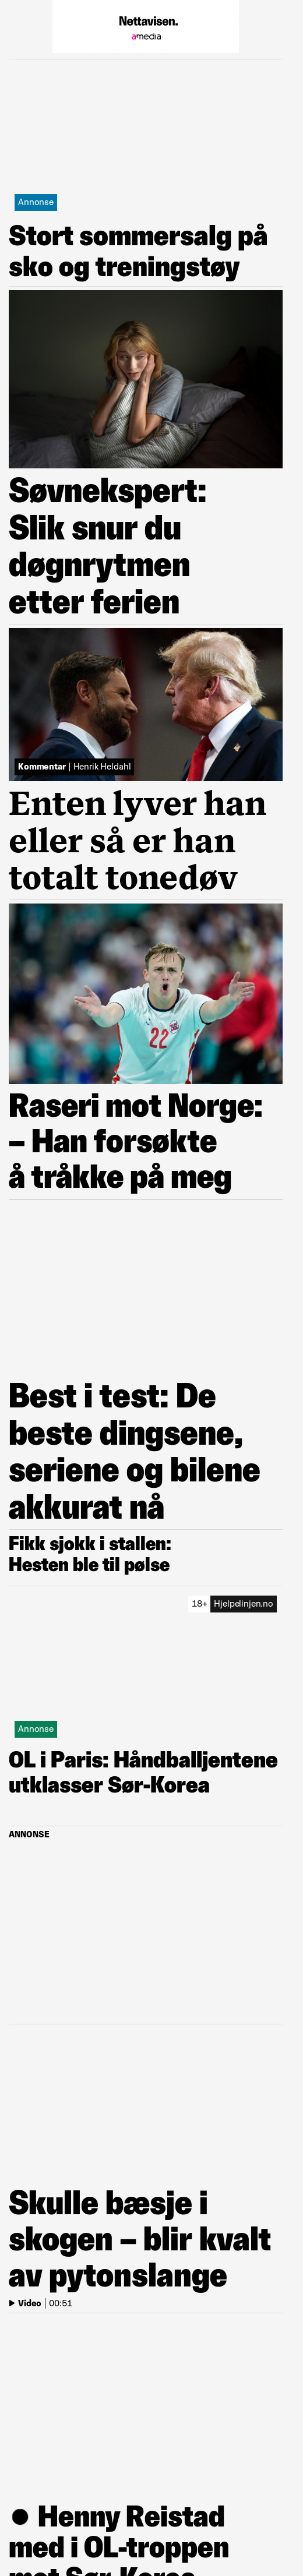 Nettavisen.
amedia
Annonse
Stort sommersalg på
sko og treningstøy
Søvnekspert:
Slik snur du
døgnrytmen
etter ferien
Kommentar | Henrik Heldahl
Enten lyver han
eller så er han
totalt tonedøv
22
Raseri mot Norge:
– Han forsøkte
å tråkke på meg
Best i test: De
beste dingsene,
seriene og bilene
akkurat nå
Fikk sjokk i stallen:
Hesten ble til pølse
18+ Hjelpelinjen.no
Annonse
OL i Paris: Håndballjentene
utklasser Sør-Korea
ANNONSE
Skulle bæsje i
skogen – blir kvalt
av pytonslange
Video | 00:51
Henny Reistad
med i OL-troppen
mot Sør-Korea